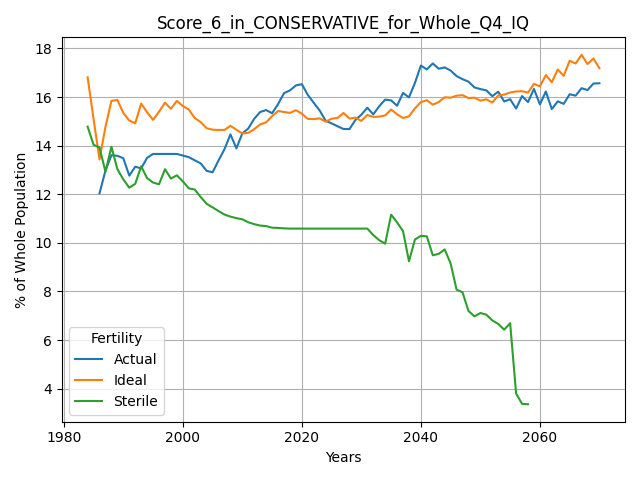 Score_6_in_CONSERVATIVE_for_Whole_Q4_IQ
% of Whole Population
18
16
14
12
10
8
6
4
Fertility
Actual
Ideal
Sterile
1980 2000 2020 2040 2060
Years